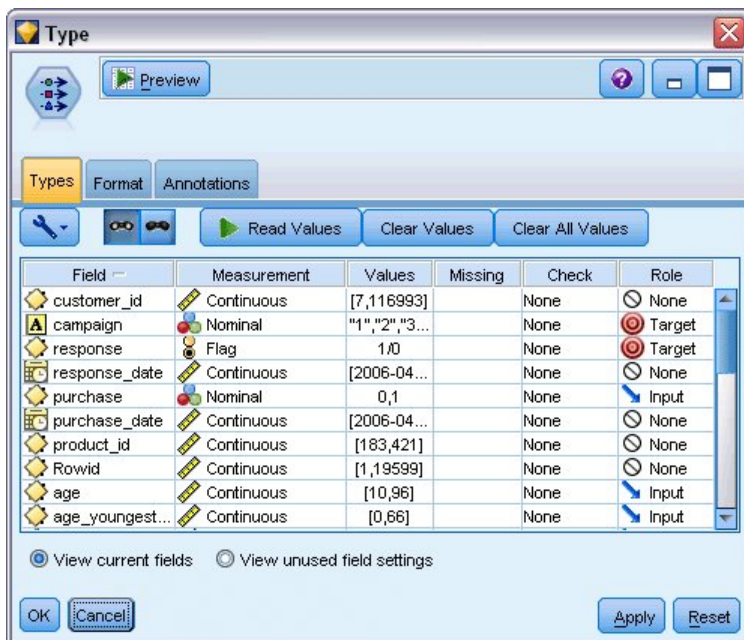 Type
Preview
Types Format Annotations
Read Values Clear Values Clear All Values
Field Measurement Values Missing Check Role
customer_id Continuous [7,116993] None None
A campaign Nominal "1","2","3... None Target
response Flag 1/0 None Target
response_date Continuous [2006-04... None None
purchase Nominal 0,1 None Input
purchase_date Continuous [2006-04... None None
product_id Continuous [183,421] None None
Rowid Continuous [1,19599] None None
age Continuous [10,96] None Input
age_youngest... Continuous [0,66] None Input
View current fields View unused field settings
OK Cancel Apply Reset